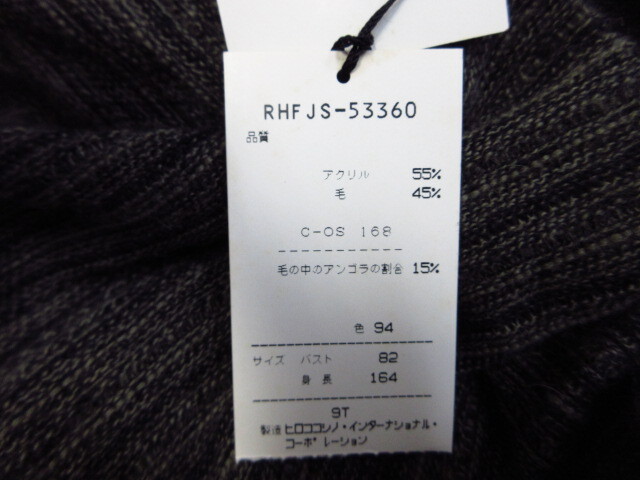 RHFJS-53360
品質
アクリル 55%
毛 45%
C-OS 168
毛の中のアンゴラの割合 15%
色 94
サイズ バスト 82
身長 164
9T
製造 ヒロココシノ・インターナショナル・
コーポレーション